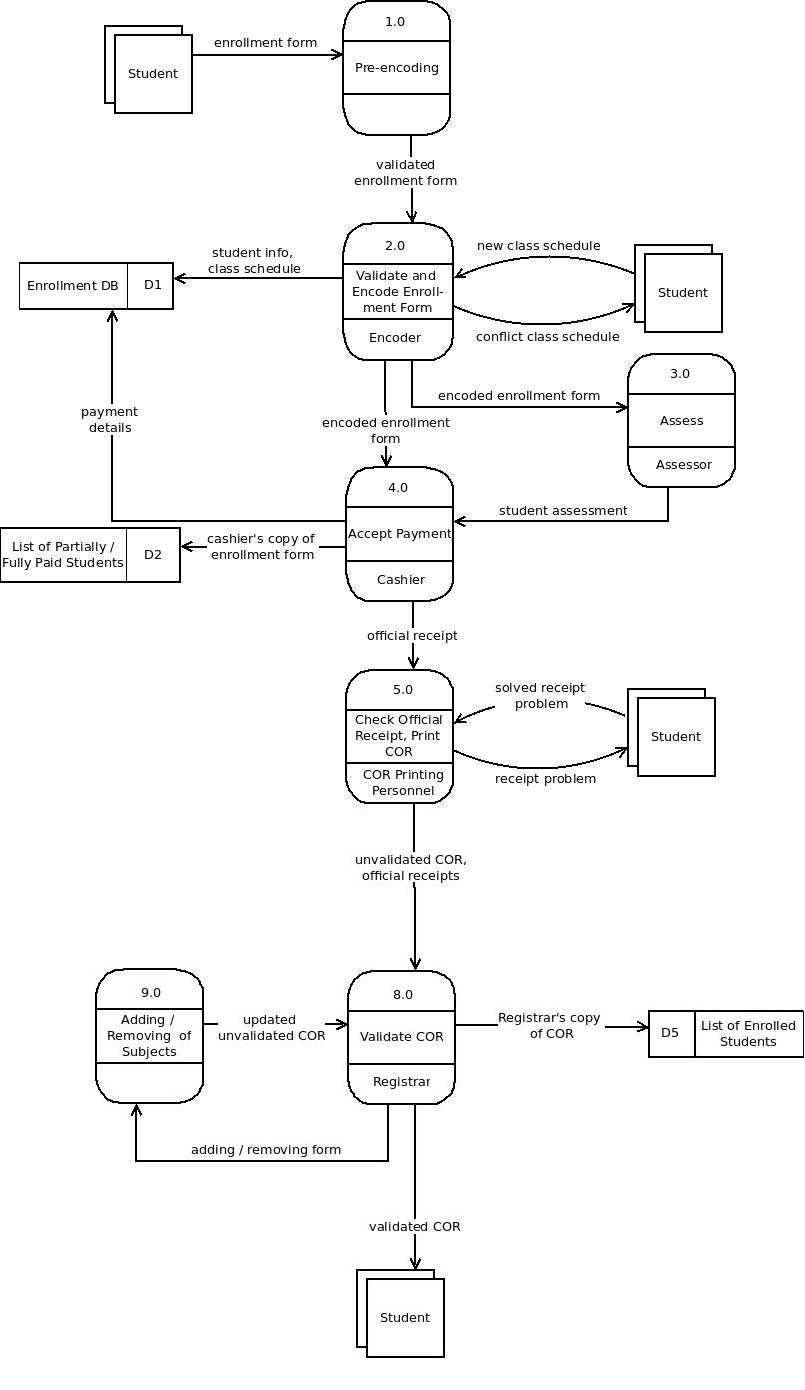 1.0
enrollment form
Student
Pre-encoding
validated
enrollment form
2.0
new class schedule
student info,
class schedule
Validate and
Encode Enroll-
ment Form
Enrollment DB
D1
Student
Encoder
conflict class schedule
3.0
encoded enrollment form
payment
details
Assess
encoded enrollment
form
Assessor
4.0
student assessment
Accept Payment
cashier's copy of
enrollment form
List of Partially /
Fully Paid Students
D2
Cashier
official receipt
5.0
solved receipt
problem
Check Official
Receipt, Print
COR
Student
COR Printing
Personnel
receipt problem
unvalidated COR,
official receipts
9.0
8.0
Adding /
Removing of
Subjects
updated
unvalidated COR
Validate COR
Registrar's copy
of COR
D5
List of Enrolled
Students
Registrar
adding / removing form
validated COR
Student